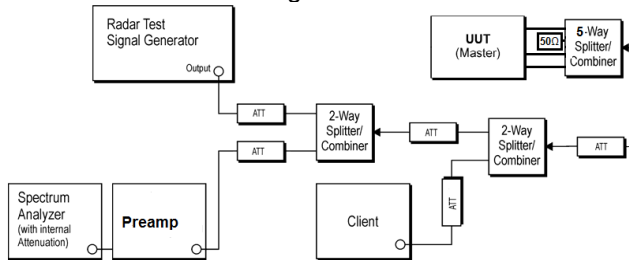 Radar Test
Signal Generator
Output
UUT
(Master)
50Ω
5-Way
Splitter/
Combiner
ATT
2-Way
Splitter/
Combiner
ATT
2-Way
Splitter/
Combiner
ATT
ATT
Spectrum
Analyzer
(with internal
Attenuation)
Preamp
Client
ATT